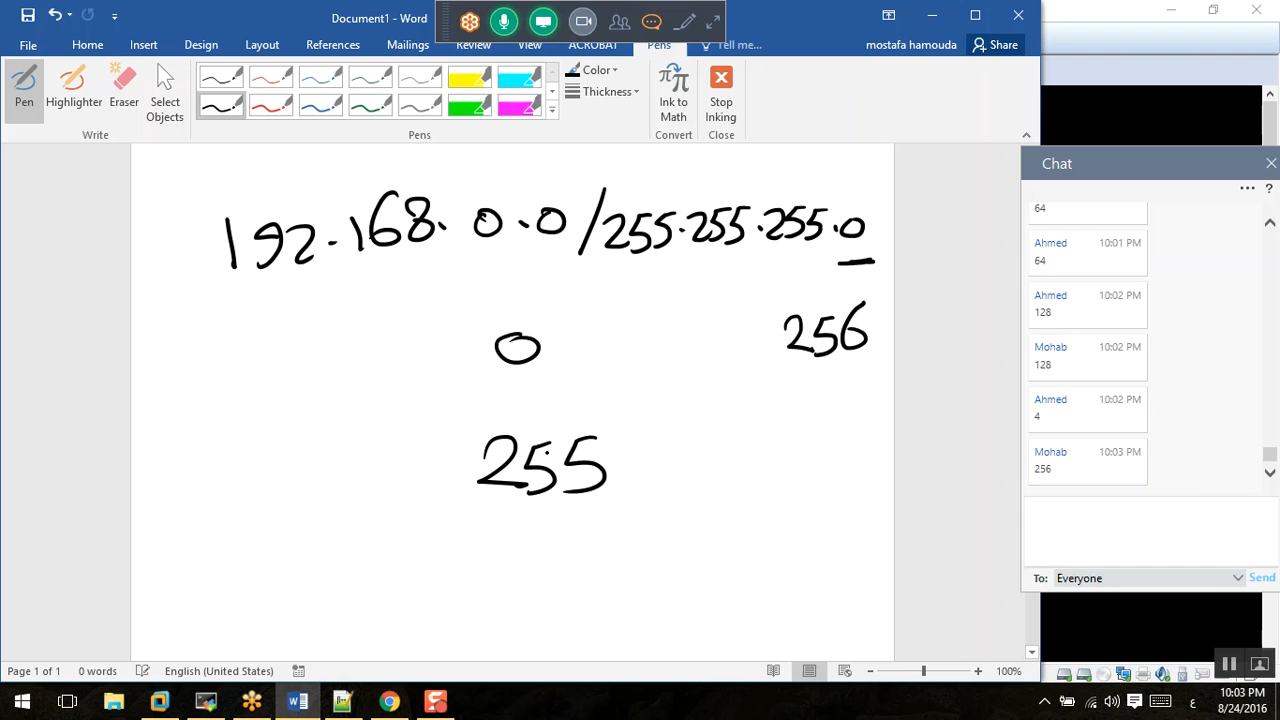 Document1 - Word
File Home Insert Design Layout References Mailings Review View ACROBAT Pens Tell me... mostafa hamouda Share
Pen
Highlighter
Eraser
Select Objects
Color
Thickness
Ink to Math
Stop Inking
Write
Pens
Convert
Close
192.168.0.0/255.255.255.0
256
0
255
Chat
64
Ahmed 10:01 PM
64
Ahmed 10:02 PM
128
Mohab 10:02 PM
128
Ahmed 10:02 PM
4
Mohab 10:03 PM
256
To: Everyone Send
Page 1 of 1 0 words English (United States) 100%
ع
10:03 PM
8/24/2016